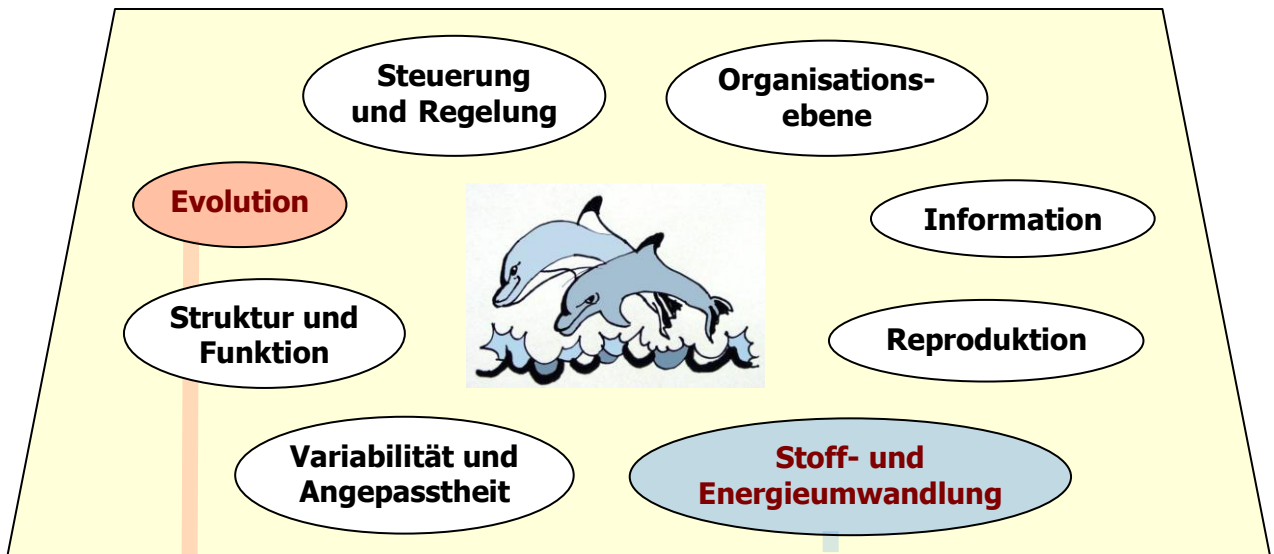 Steuerung
und Regelung
Organisations-
ebene
Evolution
Information
Struktur und
Funktion
Reproduktion
Variabilität und
Angepasstheit
Stoff- und
Energieumwandlung